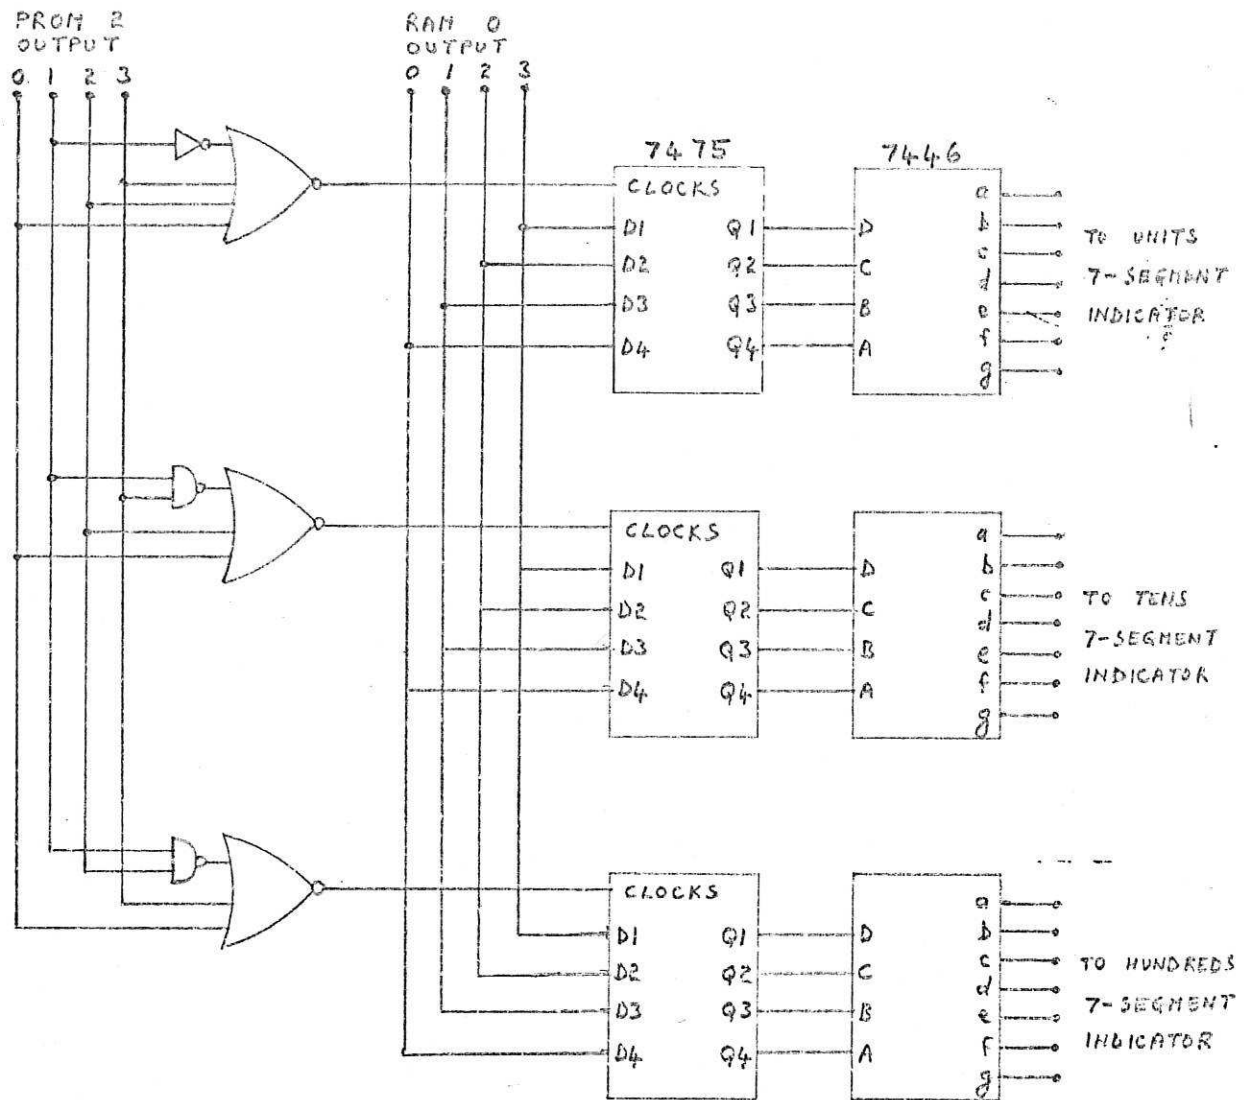 PROM 2
OUTPUT
0 1 2 3
RAM 0
OUTPUT
0 1 2 3
7475
7446
CLOCKS
D1 Q1
D2 Q2
D3 Q3
D4 Q4
D
C
B
A
a
b
c
d
e
f
g
TO UNITS
7-SEGMENT
INDICATOR
CLOCKS
D1 Q1
D2 Q2
D3 Q3
D4 Q4
D
C
B
A
a
b
c
d
e
f
g
TO TENS
7-SEGMENT
INDICATOR
CLOCKS
D1 Q1
D2 Q2
D3 Q3
D4 Q4
D
C
B
A
a
b
c
d
e
f
g
TO HUNDREDS
7-SEGMENT
INDICATOR